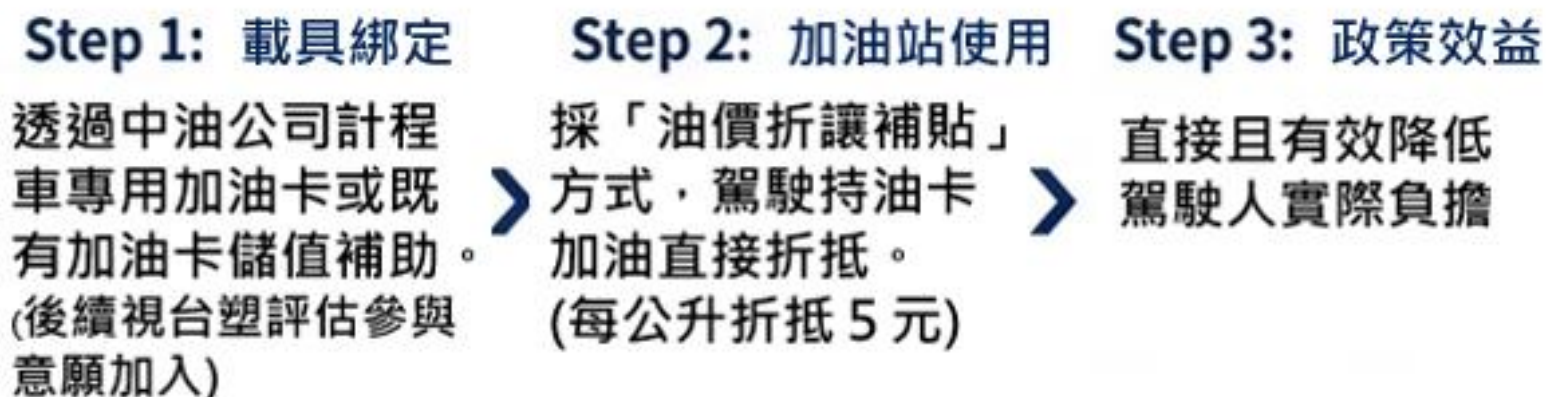 Step 1: 載具綁定
透過中油公司計程
車專用加油卡或既
有加油卡儲值補助。
(後續視台塑評估參與
意願加入)
Step 2: 加油站使用
採「油價折讓補貼」
方式，駕駛持油卡
加油直接折抵。
(每公升折抵 5 元)
Step 3: 政策效益
直接且有效降低
駕駛人實際負擔